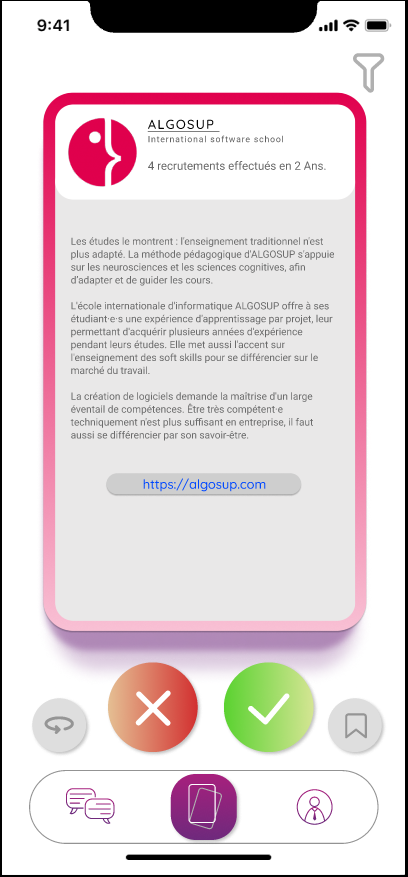 9:41
ALGOSUP
International software school
4 recrutements effectués en 2 Ans.
Les études le montrent : l'enseignement traditionnel n'est
plus adapté. La méthode pédagogique d'ALGOSUP s'appuie
sur les neurosciences et les sciences cognitives, afin
d'adapter et de guider les cours.
L'école internationale d'informatique ALGOSUP offre à ses
étudiant·e·s une expérience d'apprentissage par projet, leur
permettant d'acquérir plusieurs années d'expérience
pendant leurs études. Elle met aussi l'accent sur
l'enseignement des soft skills pour se différencier sur le
marché du travail.
La création de logiciels demande la maîtrise d'un large
éventail de compétences. Être très compétent·e
techniquement n'est plus suffisant en entreprise, il faut
aussi se différencier par son savoir-être.
https://algosup.com